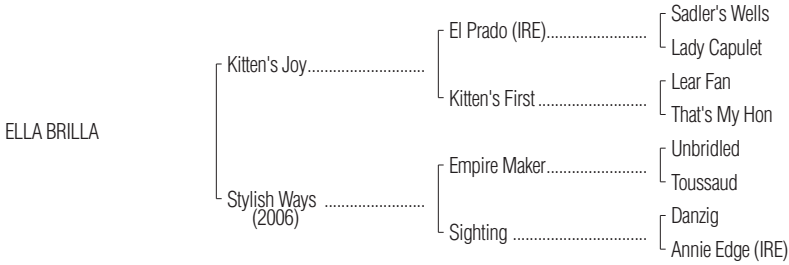 Sadler's Wells
El Prado (IRE)........................
Lady Capulet
Kitten's Joy............................
Lear Fan
Kitten's First ..........................
That's My Hon
ELLA BRILLA
Unbridled
Empire Maker........................
Toussaud
Stylish Ways ........................
(2006)
Danzig
Sighting ................................
Annie Edge (IRE)